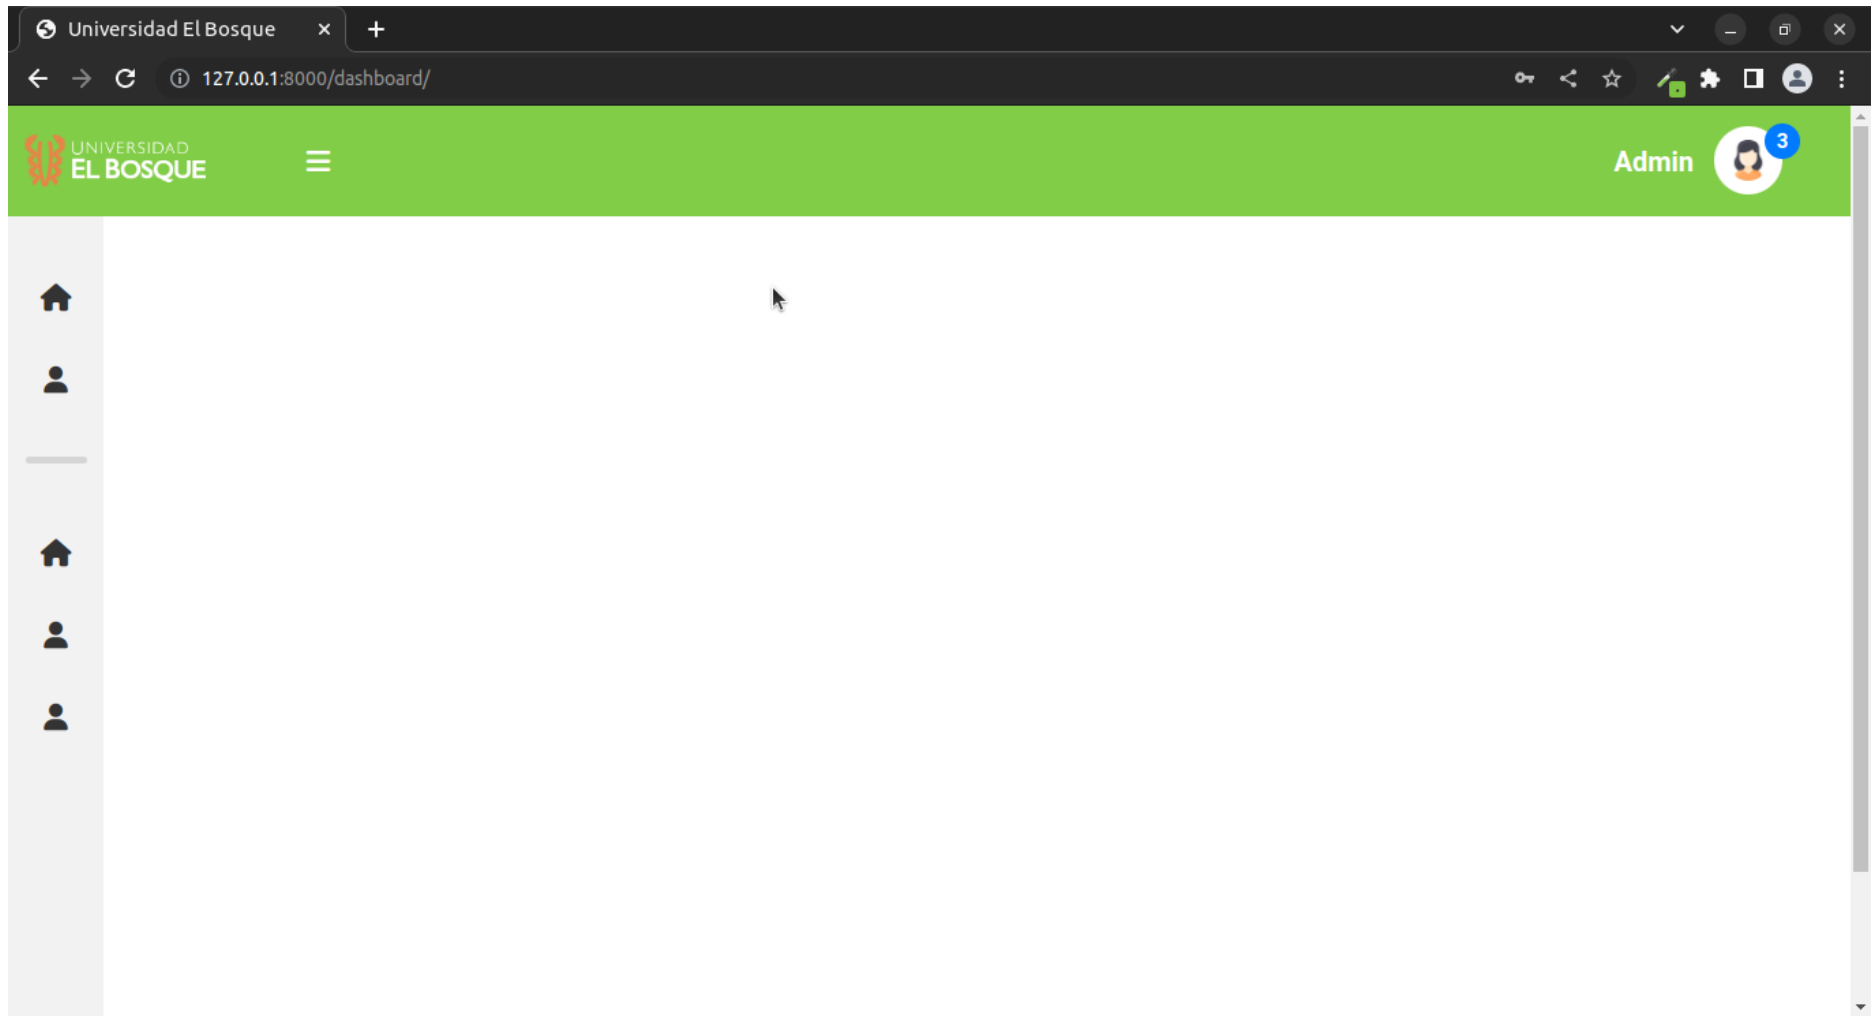 Universidad El Bosque
127.0.0.1:8000/dashboard/
UNIVERSIDAD
EL BOSQUE
Admin
3